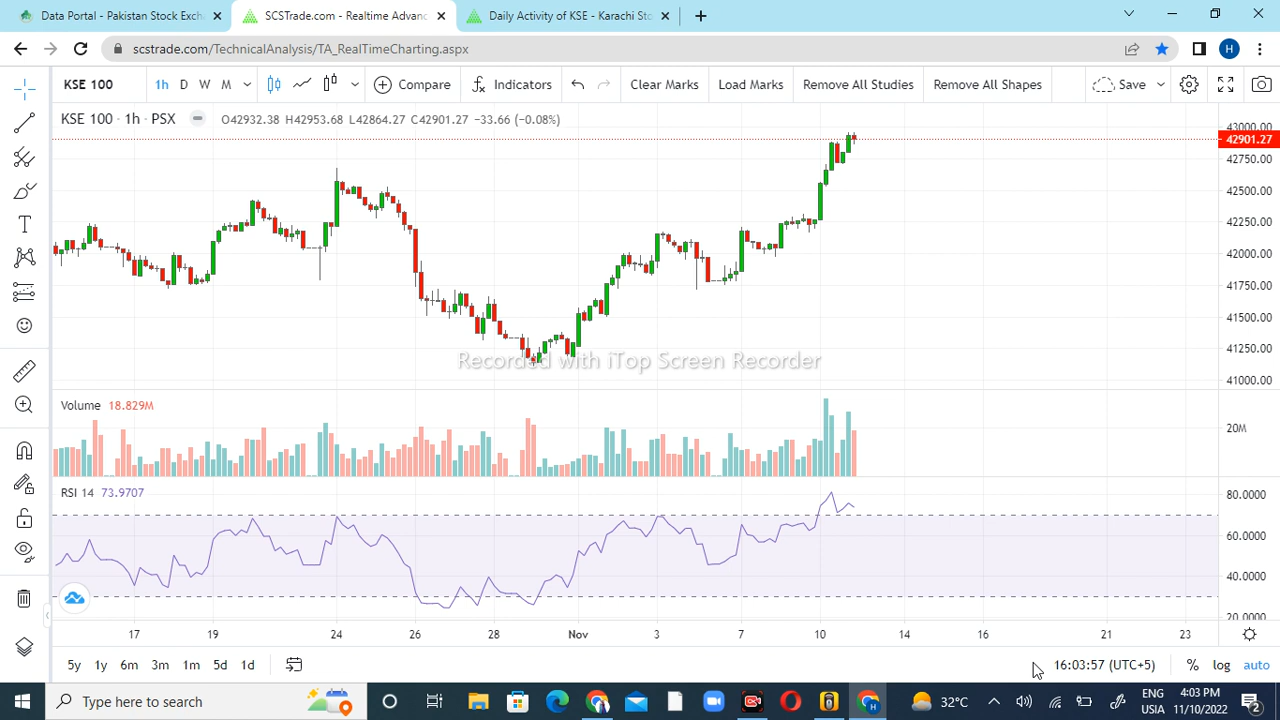 Data Portal - Pakistan Stock Exch
SCSTrade.com - Realtime Advanc
Daily Activity of KSE - Karachi Sto
scstrade.com/TechnicalAnalysis/TA_RealTimeCharting.aspx
H
KSE 100
1h D W M
Compare
Indicators
Clear Marks
Load Marks
Remove All Studies
Remove All Shapes
Save
KSE 100 · 1h · PSX
O42932.38 H42953.68 L42864.27 C42901.27 −33.66 (−0.08%)
43000.00
42901.27
42750.00
42500.00
42250.00
42000.00
41750.00
41500.00
41250.00
41000.00
Recorded with iTop Screen Recorder
Volume 18.829M
20M
RSI 14 73.9707
80.0000
60.0000
40.0000
20.0000
17 19 24 26 28 Nov 3 7 10 14 16 21 23
5y 1y 6m 3m 1m 5d 1d
16:03:57 (UTC+5)
% log auto
Type here to search
32°C
ENG
USIA
4:03 PM
11/10/2022